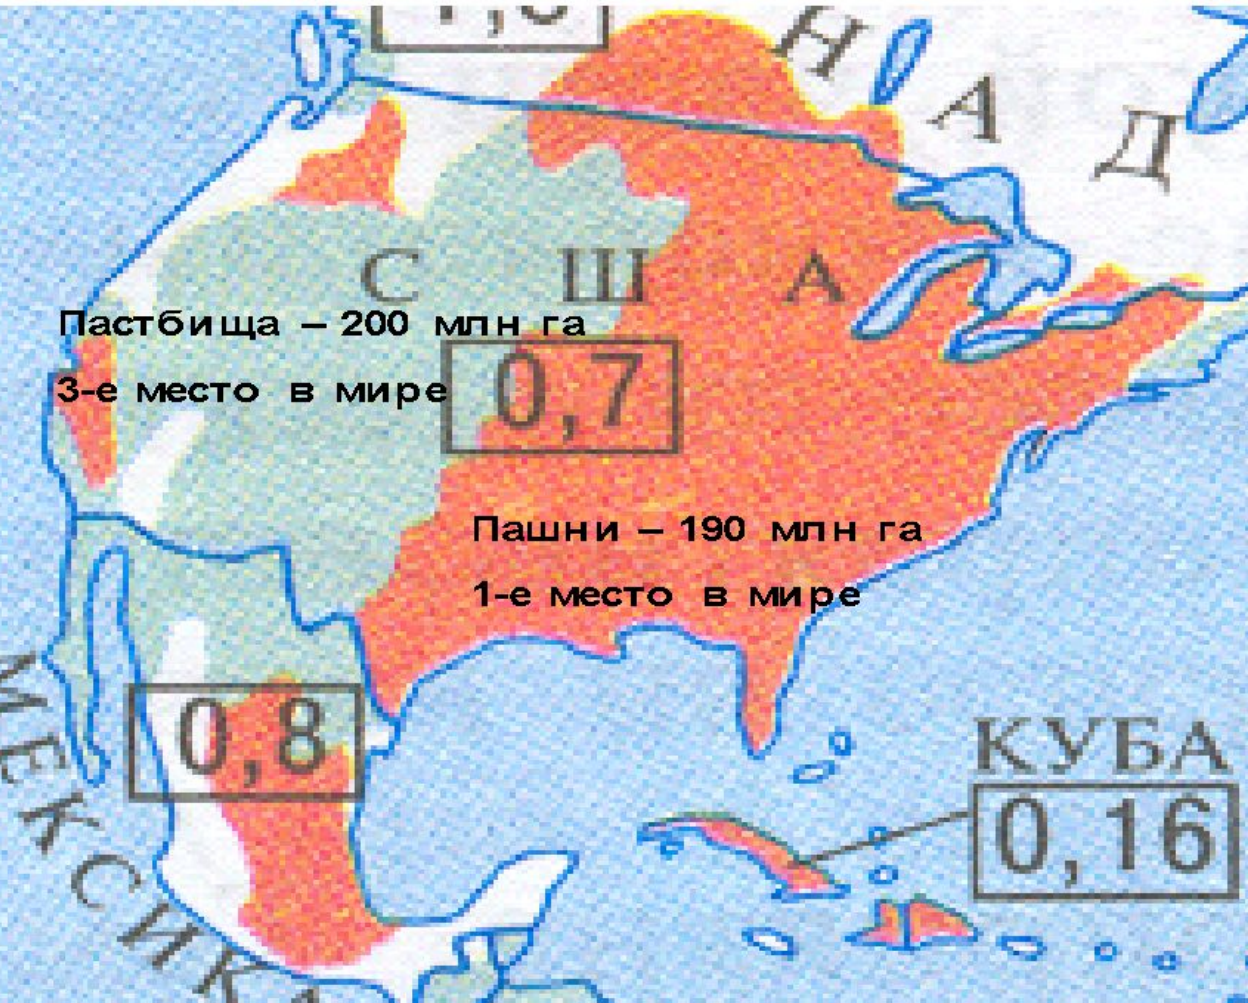 Н А Д
С Ш А
Пастбища – 200 млн га
3-е место в мире
0,7
Пашни – 190 млн га
1-е место в мире
0,8
МЕКСИКА
КУБА
0,16